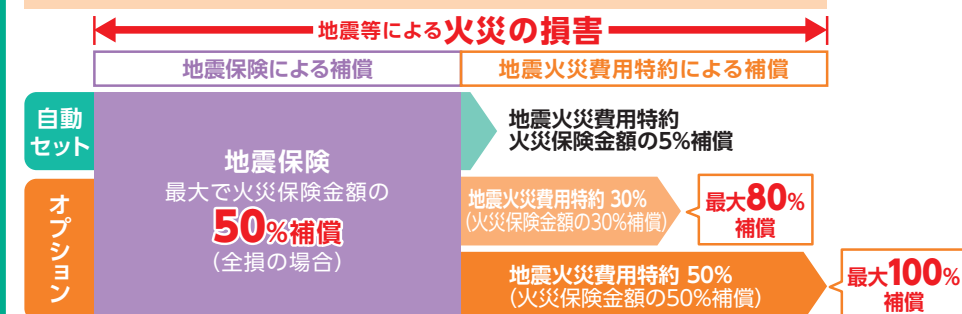 地震等による火災の損害
地震保険による補償
地震火災費用特約による補償
自動
セット
地震保険
最大で火災保険金額の
50%補償
(全損の場合)
地震火災費用特約
火災保険金額の5%補償
オプション
地震火災費用特約 30%
(火災保険金額の30%補償)
最大80%
補償
地震火災費用特約 50%
(火災保険金額の50%補償)
最大100%
補償